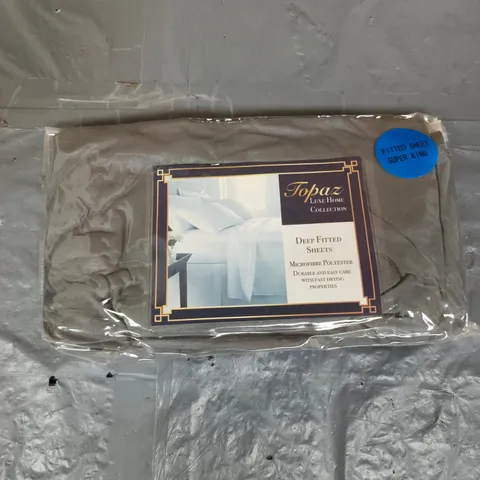 FITTED SHEET
SUPER KING
Topaz
LUXE HOME
COLLECTION
DEEP FITTED
SHEETS
MICROFIBRE POLYESTER
DURABLE AND EASY CARE
WITH FAST DRYING
PROPERTIES